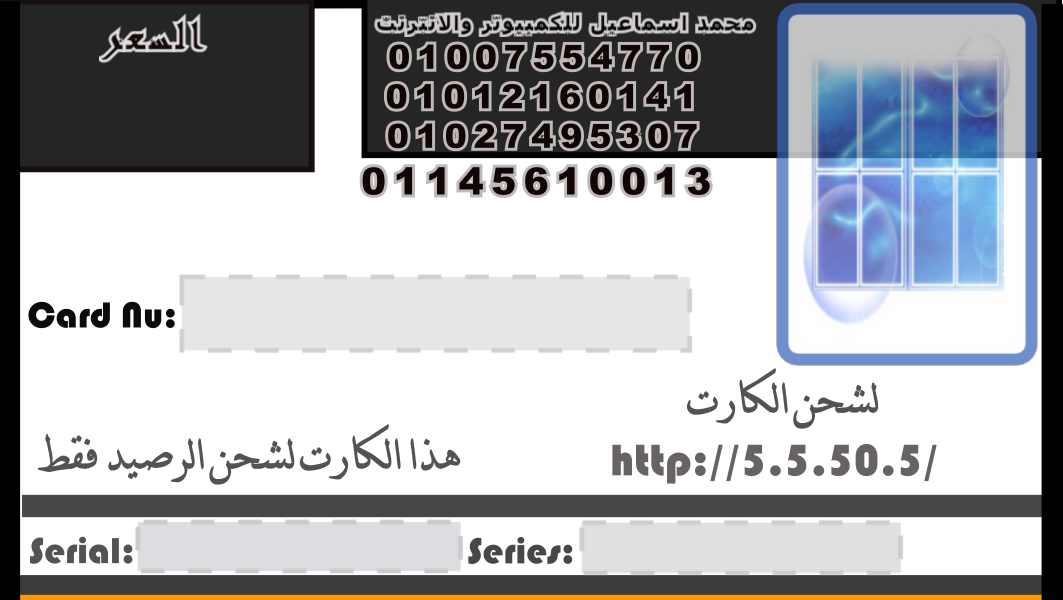 السعر
محمد اسماعيل للكمبيوتر والانترنت
01007554770
01012160141
01027495307
01145610013
Card Nu:
لشحن الكارت
http://5.5.50.5/
هذا الكارت لشحن الرصيد فقط
Serial:
Series: